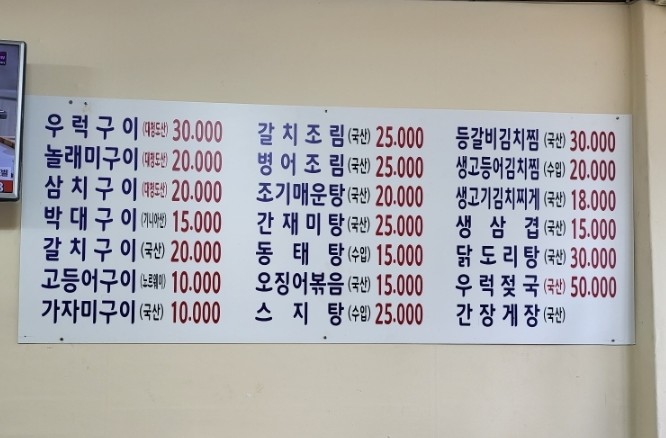 우럭구이(대청도산) 30.000
놀래미구이(대청도산) 20.000
삼치구이(대청도산) 20.000
박대구이(기니아산) 15.000
갈치구이(국산) 20.000
고등어구이(노르웨이) 10.000
가자미구이(국산) 10.000
갈치조림(국산) 25.000
병어조림(국산) 25.000
조기매운탕(국산) 20.000
간재미탕(국산) 25.000
동태탕(수입) 15.000
오징어볶음(국산) 15.000
스지탕(수입) 25.000
등갈비김치찜(국산) 30.000
생고등어김치찜(수입) 20.000
생고기김치찌게(국산) 18.000
생삼겹(국산) 15.000
닭도리탕(국산) 30.000
우럭젖국(국산) 50.000
간장게장(국산)